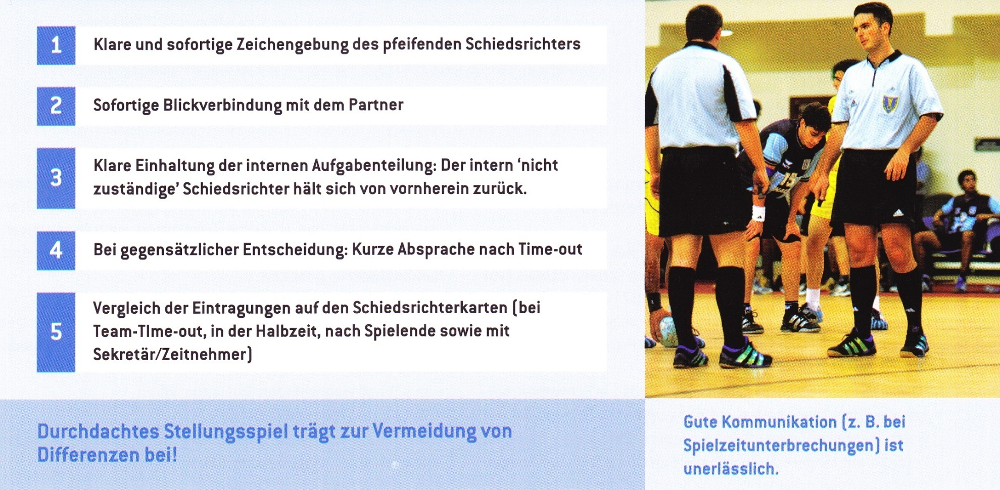 1
Klare und sofortige Zeichengebung des pfeifenden Schiedsrichters
2
Sofortige Blickverbindung mit dem Partner
3
Klare Einhaltung der internen Aufgabenteilung: Der intern ‘nicht
zuständige’ Schiedsrichter hält sich von vornherein zurück.
4
Bei gegensätzlicher Entscheidung: Kurze Absprache nach Time-out
5
Vergleich der Eintragungen auf den Schiedsrichterkarten (bei
Team-TIme-out, in der Halbzeit, nach Spielende sowie mit
Sekretär/Zeitnehmer)
Durchdachtes Stellungsspiel trägt zur Vermeidung von
Differenzen bei!
15
Gute Kommunikation (z. B. bei
Spielzeitunterbrechungen) ist
unerlässlich.